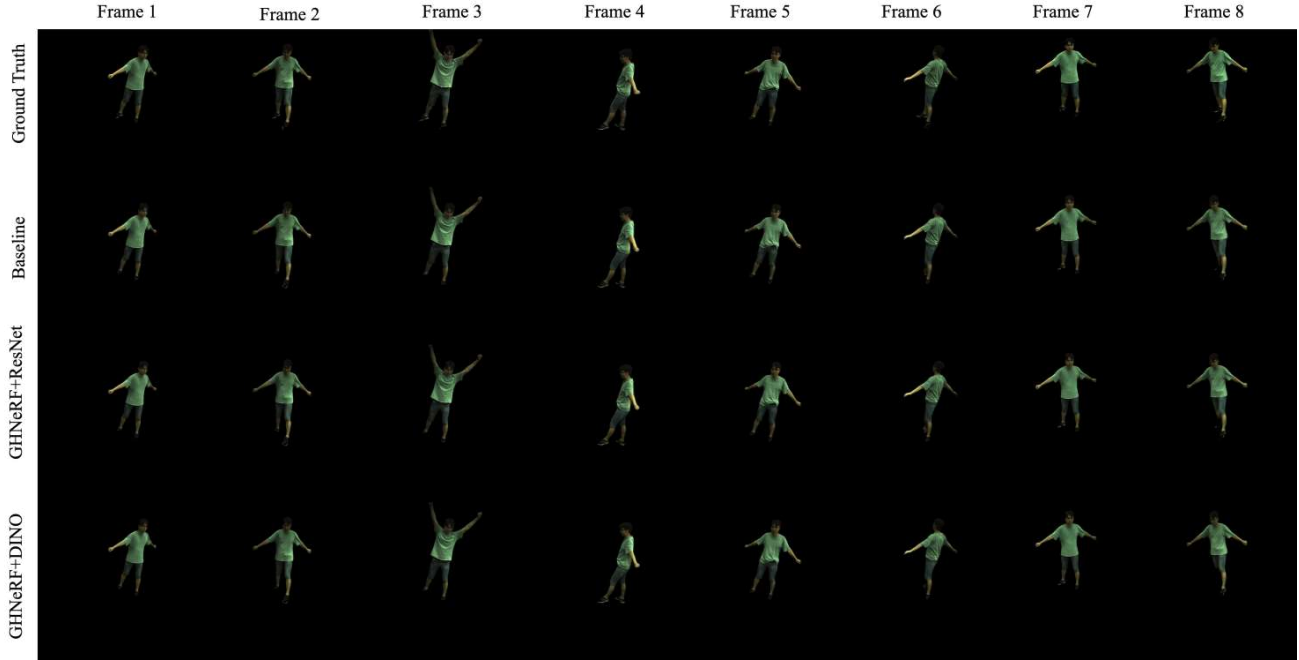 Frame 1
Frame 2
Frame 3
Frame 4
Frame 5
Frame 6
Frame 7
Frame 8
Ground Truth
Baseline
GHNeRF+ResNet
GHNeRF+DINO